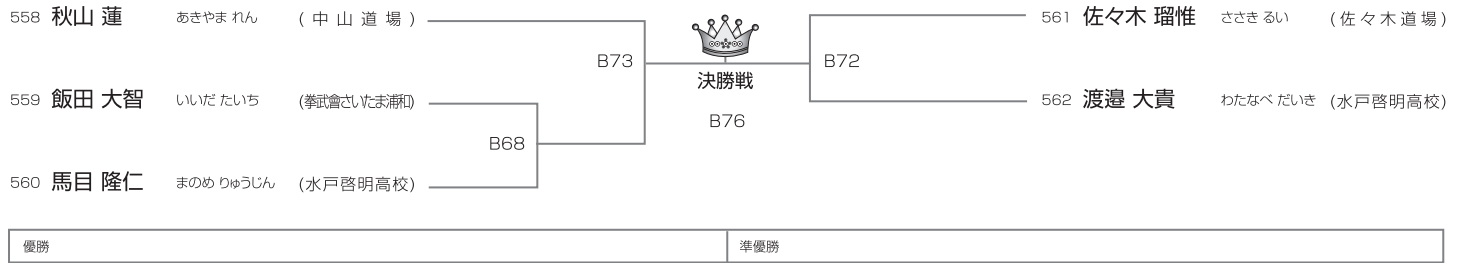 558 秋山 蓮 あきやま れん (中山道場)
561 佐々木 瑠惟 ささき るい (佐々木道場)
B73
B72
決勝戦
559 飯田 大智 いいだ たいち (拳武會さいたま浦和)
562 渡邉 大貴 わたなべ だいき (水戸啓明高校)
B76
B68
560 馬目 隆仁 まのめ りゅうじん (水戸啓明高校)
優勝 準優勝